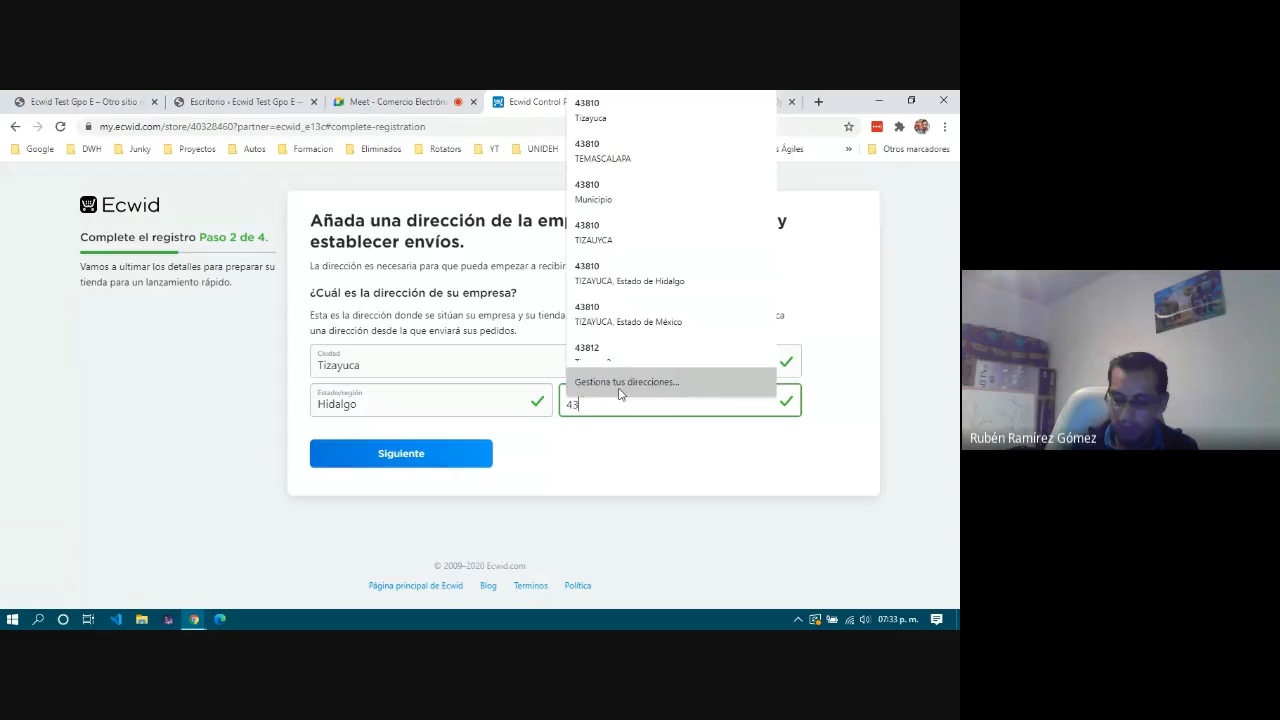 Ecwid Test Gpo E – Otro sitio
Escritorio ‹ Ecwid Test Gpo E —
Meet - Comercio Electróni
Ecwid Control P
my.ecwid.com/store/40328460?partner=ecwid_e13c#complete-registration
Google
DWH
Junky
Proyectos
Autos
Formacion
Eliminados
Rotators
YT
UNIDEH
s Ágiles
»
Otros marcadores
Ecwid
Complete el registro Paso 2 de 4.
Vamos a ultimar los detalles para preparar su
tienda para un lanzamiento rápido.
Añada una dirección de la emp
y
establecer envíos.
La dirección es necesaria para que pueda empezar a recibir
¿Cuál es la dirección de su empresa?
Esta es la dirección donde se sitúan su empresa y su tienda.
ca
una dirección desde la que enviará sus pedidos.
Ciudad
Tizayuca
Estado/región
Hidalgo
43
Siguiente
43810
Tizayuca
43810
TEMASCALAPA
43810
Municipio
43810
TIZAUYCA
43810
TIZAYUCA, Estado de Hidalgo
43810
TIZAYUCA, Estado de México
43812
Gestiona tus direcciones...
© 2009–2020 Ecwid.com
Página principal de Ecwid
Blog
Terminos
Política
07:33 p. m.
Rubén Ramírez Gómez